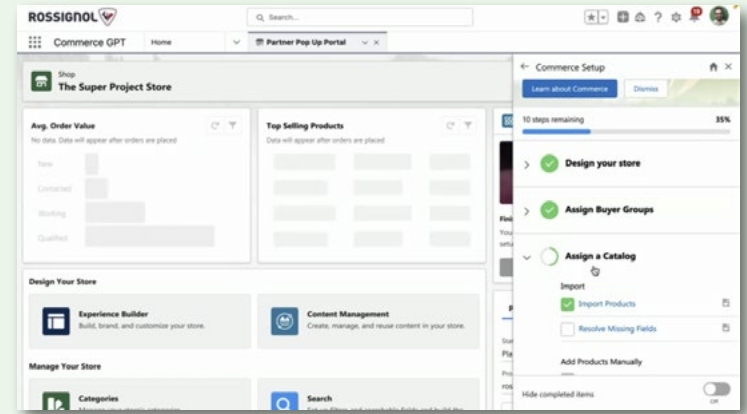 ROSSIGNOL
Search...
10
Commerce GPT
Home
Partner Pop Up Portal
Shop
The Super Project Store
Avg. Order Value
No data. Data will appear after orders are placed
New
Contacted
Working
Qualified
Top Selling Products
Data will appear after orders are placed
Design Your Store
Experience Builder
Build, brand, and customize your store.
Content Management
Create, manage, and reuse content in your store.
Manage Your Store
Categories
Search
Commerce Setup
Learn about Commerce
Dismiss
10 steps remaining
35%
Design your store
Assign Buyer Groups
Assign a Catalog
Import
Import Products
Resolve Missing Fields
Add Products Manually
Hide completed items
Off